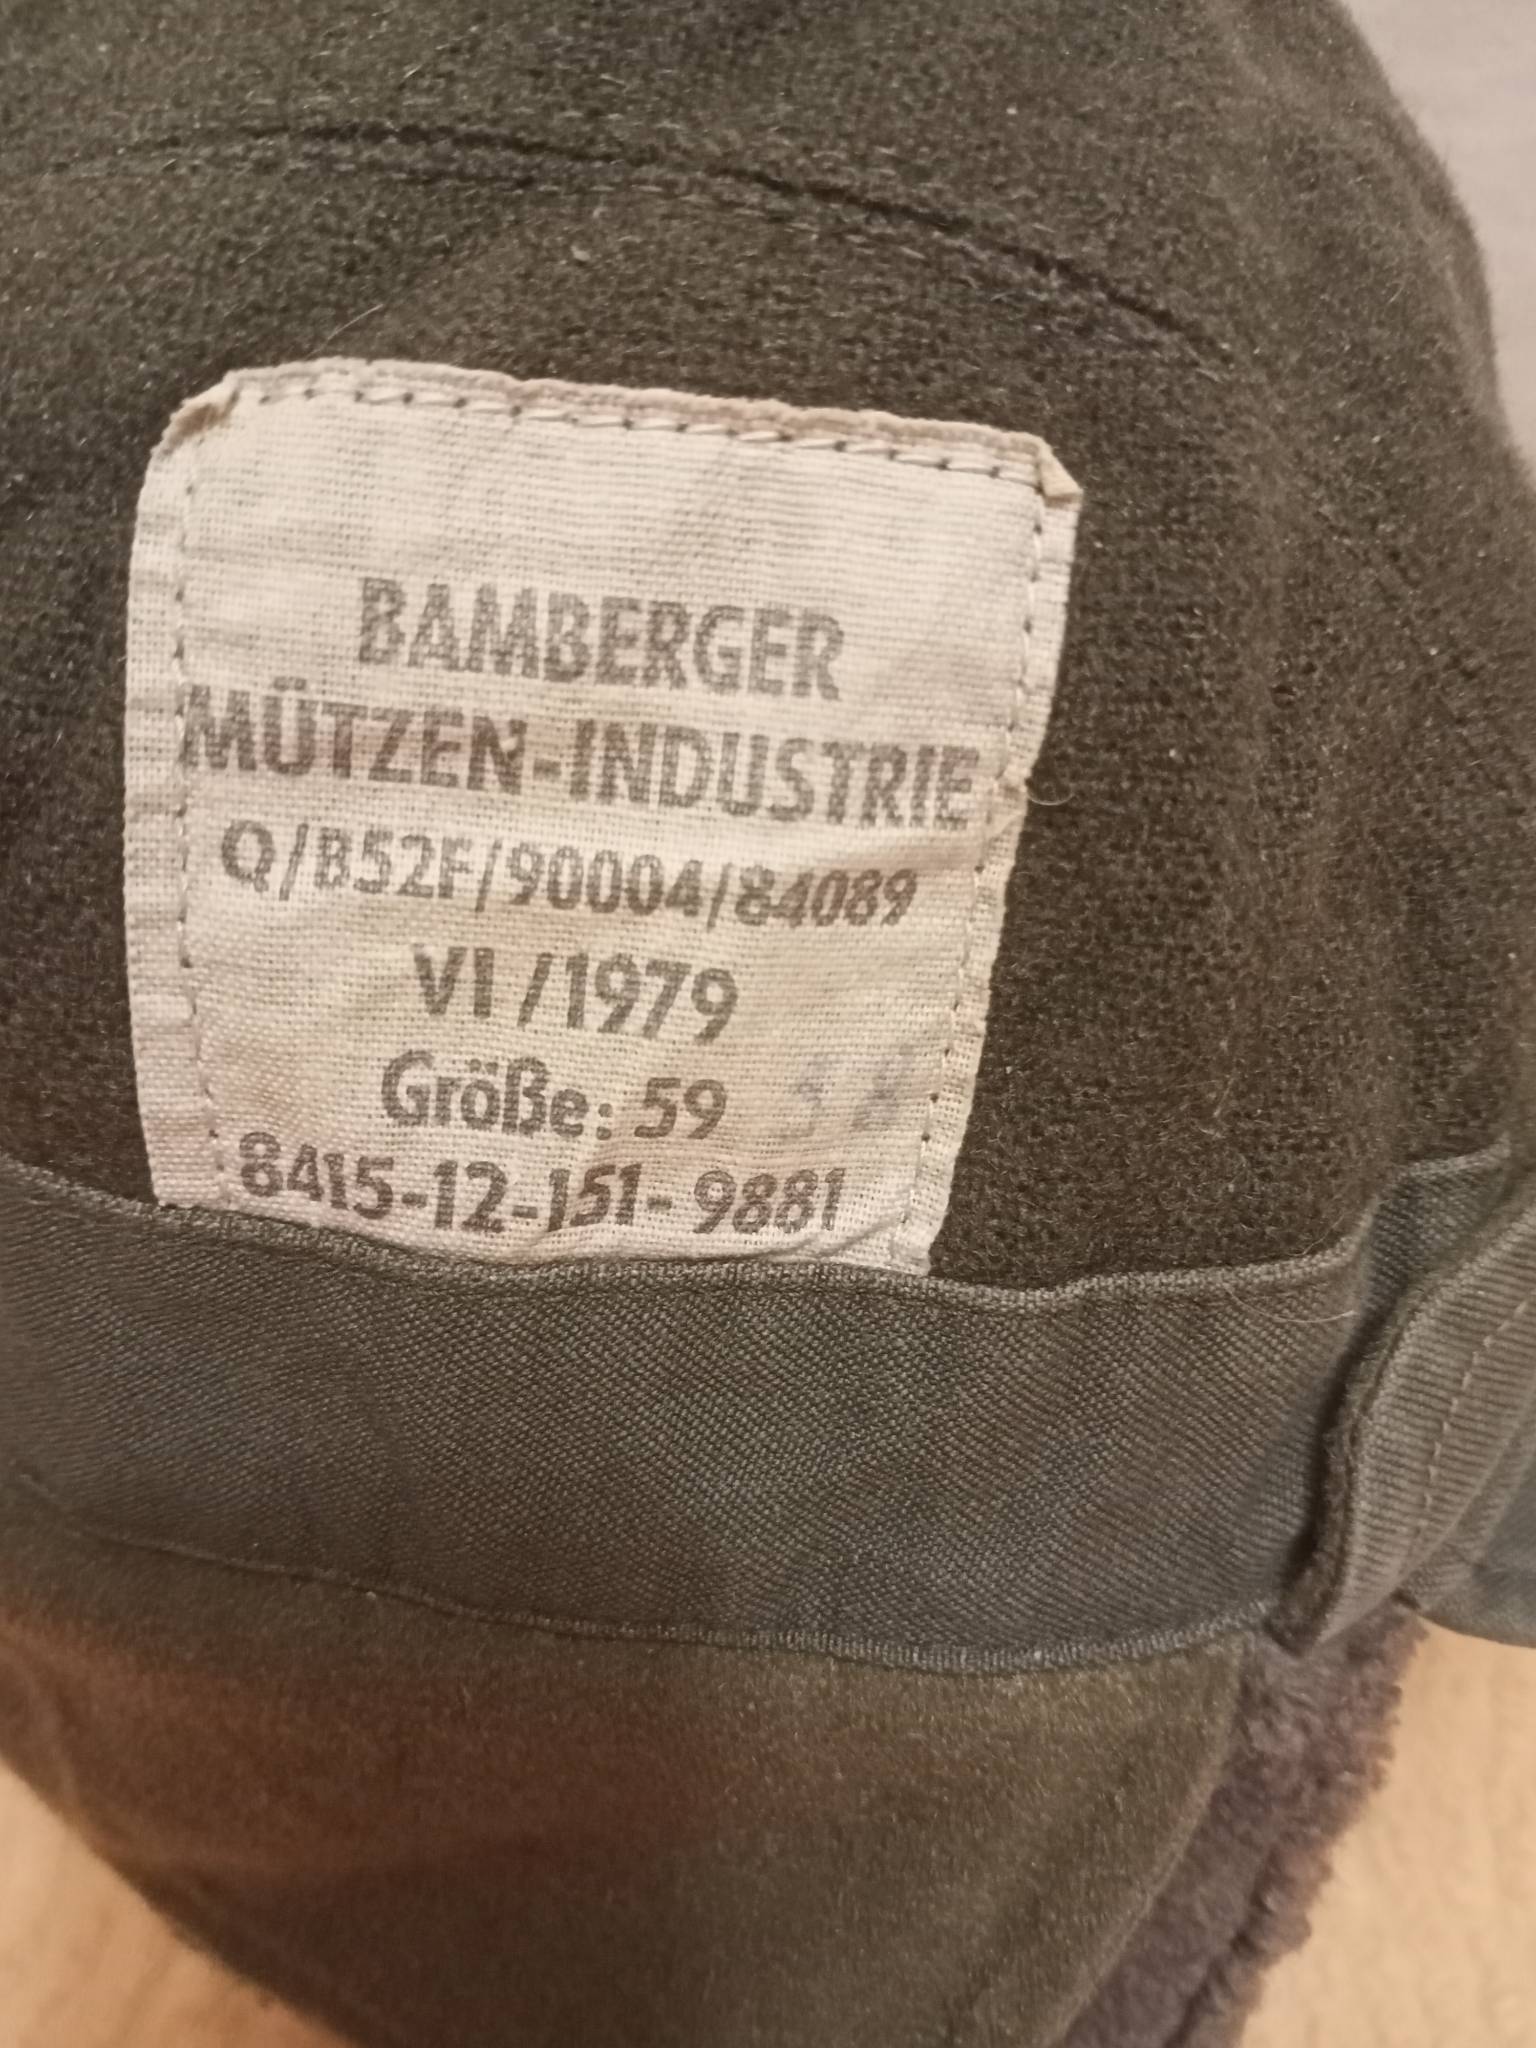 BAMBERGER
MÜTZEN-INDUSTRIE
Q/B52F/90004/84089
VI/1979
Größe: 59
8415-12-151-9881